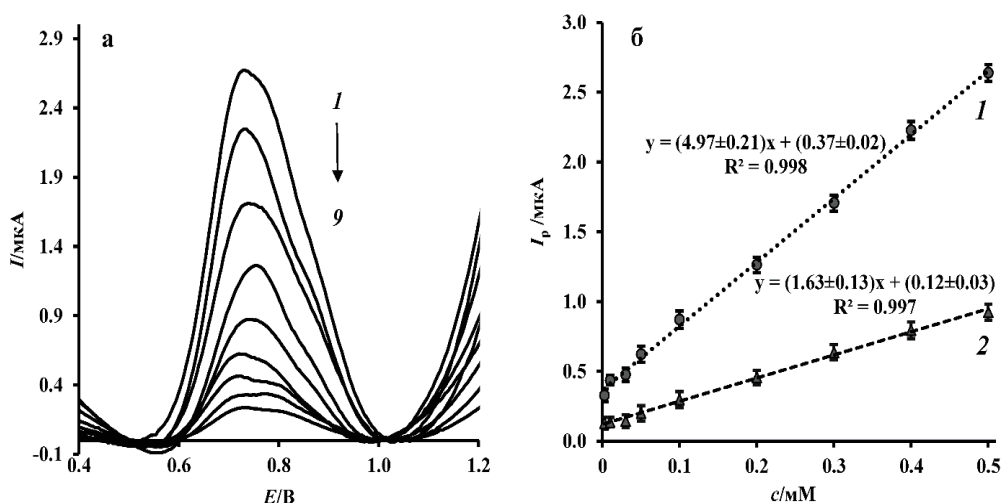 а
I/мкА
2.9
2.4
1.9
1.4
0.9
0.4
-0.1
0.4
0.6
0.8
1.0
1.2
E/В
1
9
б
I_p/мкА
3.0
2.5
2.0
1.5
1.0
0.5
0.0
0
0.1
0.2
0.3
0.4
0.5
c/мМ
y = (4.97±0.21)x + (0.37±0.02)
R² = 0.998
1
y = (1.63±0.13)x + (0.12±0.03)
R² = 0.997
2